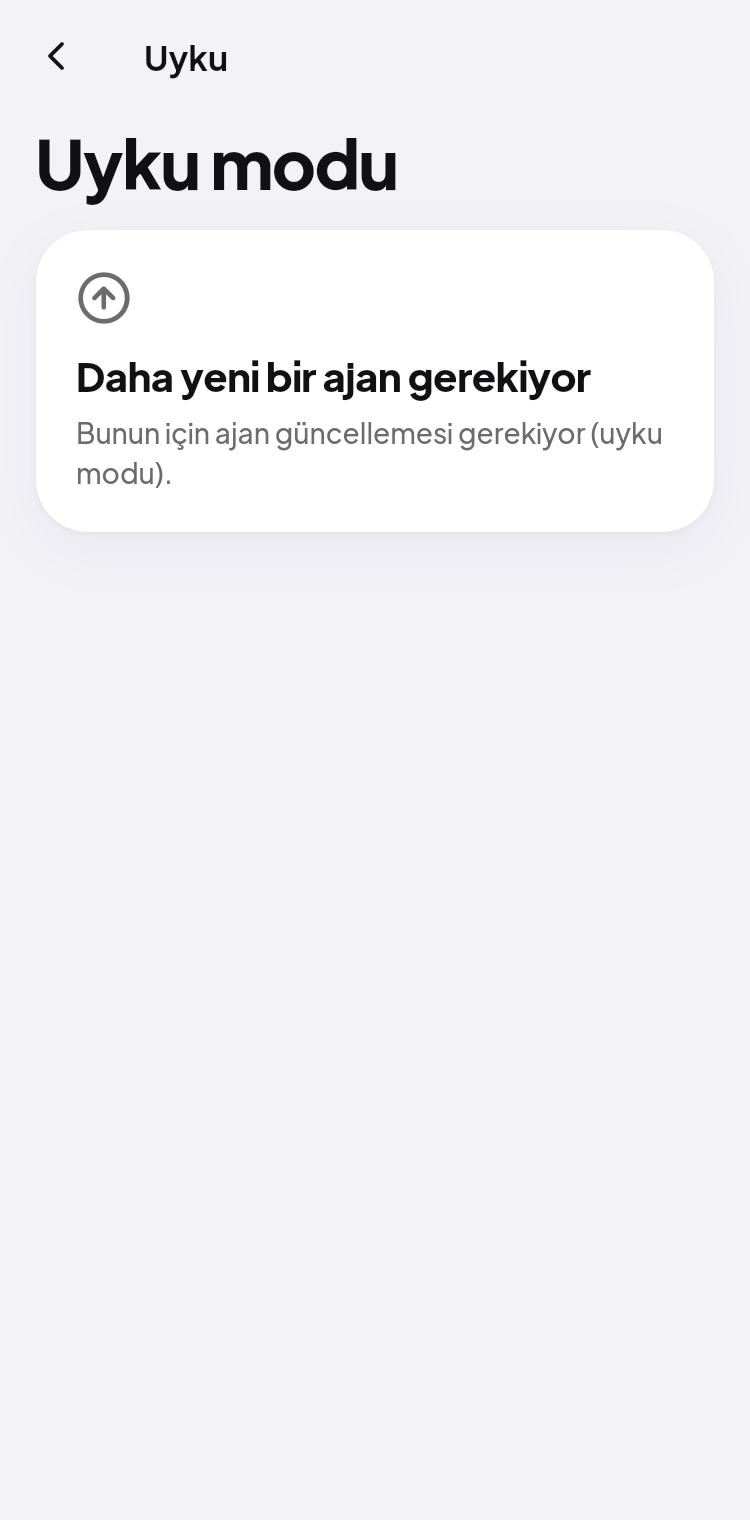 Uyku
Uyku modu
Daha yeni bir ajan gerekiyor
Bunun için ajan güncellemesi gerekiyor (uyku
modu).